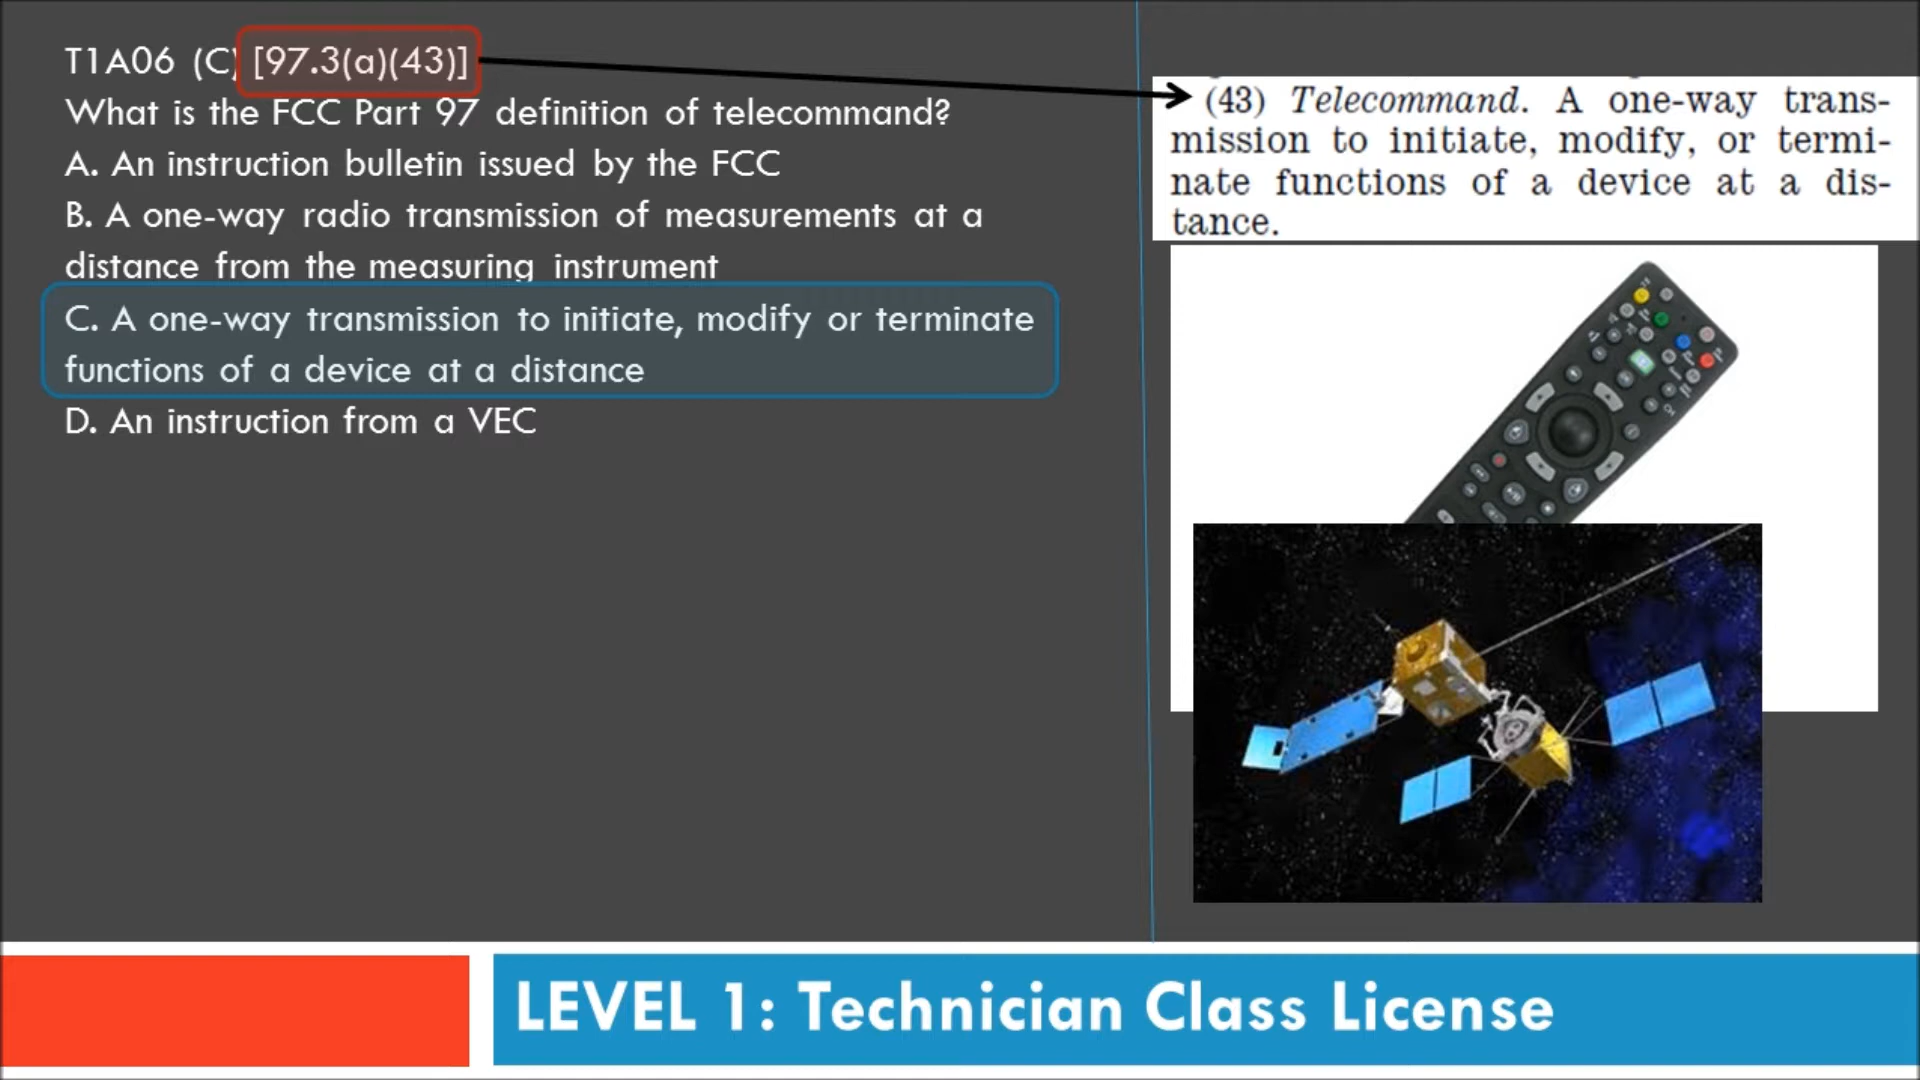 T1A06 (C) [97.3(a)(43)]
What is the FCC Part 97 definition of telecommand?
A. An instruction bulletin issued by the FCC
B. A one-way radio transmission of measurements at a
distance from the measuring instrument
C. A one-way transmission to initiate, modify or terminate
functions of a device at a distance
D. An instruction from a VEC
(43) Telecommand. A one-way trans-
mission to initiate, modify, or termi-
nate functions of a device at a dis-
tance.
LEVEL 1: Technician Class License